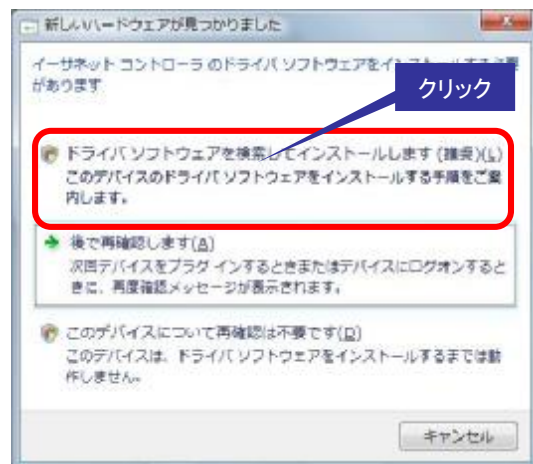 新しいハードウェアが見つかりました
イーサネット コントローラ のドライバ ソフトウェアをインストールする必要
があります
クリック
ドライバ ソフトウェアを検索してインストールします (推奨)(L)
このデバイスのドライバ ソフトウェアをインストールする手順をご案
内します。
後で再確認します(A)
次回デバイスをプラグ インするときまたはデバイスにログオンすると
きに、再度確認メッセージが表示されます。
このデバイスについて再確認は不要です(D)
このデバイスは、ドライバ ソフトウェアをインストールするまでは動
作しません。
キャンセル